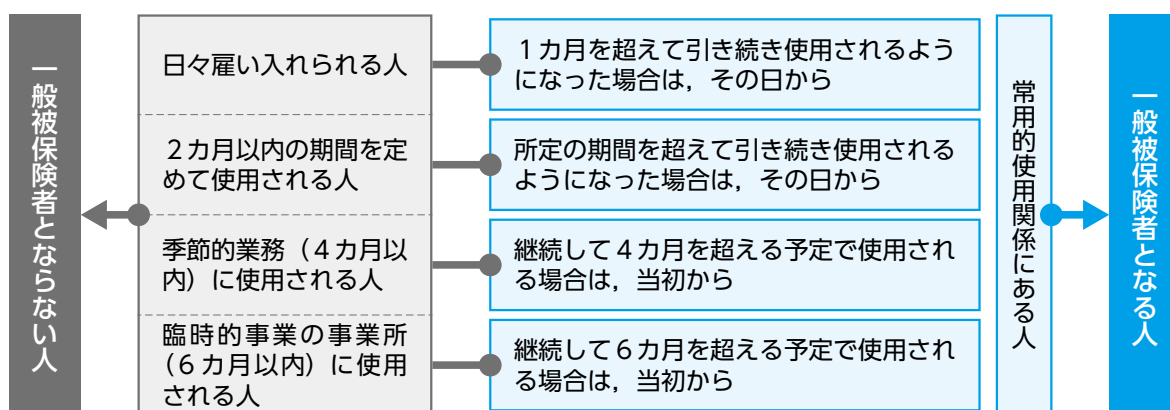 一般被保険者とならない人
日々雇い入れられる人
１カ月を超えて引き続き使用されるよう
になった場合は，その日から
２カ月以内の期間を定
めて使用される人
所定の期間を超えて引き続き使用される
ようになった場合は，その日から
季節的業務（４カ月以
内）に使用される人
継続して４カ月を超える予定で使用され
る場合は，当初から
臨時的事業の事業所
（６カ月以内）に使用
される人
継続して６カ月を超える予定で使用され
る場合は，当初から
常用的使用関係にある人
一般被保険者となる人